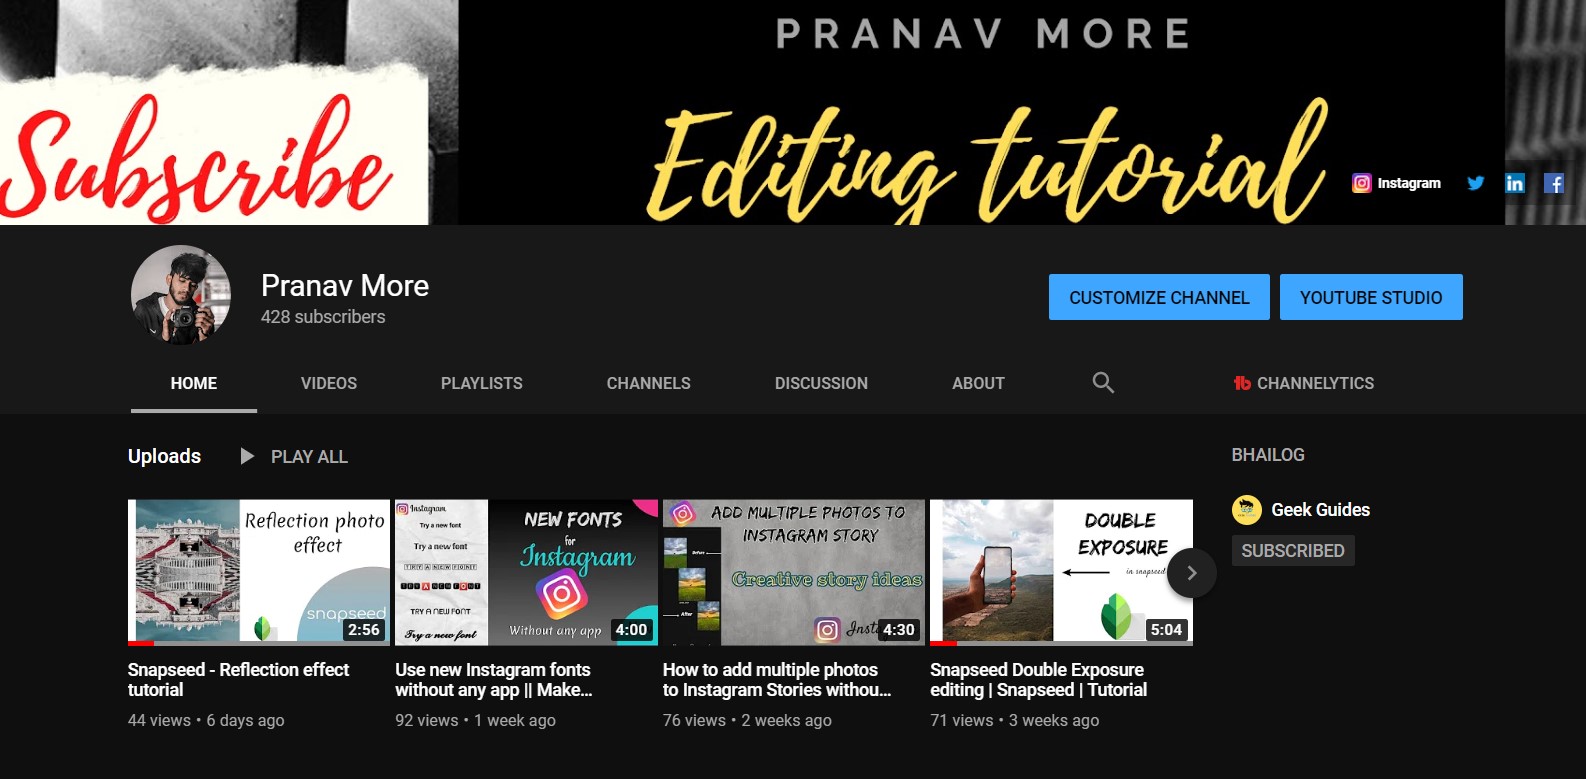 PRANAV MORE
Subscribe
Editing tutorial
Instagram
Pranav More
428 subscribers
CUSTOMIZE CHANNEL
YOUTUBE STUDIO
HOME
VIDEOS
PLAYLISTS
CHANNELS
DISCUSSION
ABOUT
CHANNELYTICS
Uploads
PLAY ALL
BHAILOG
Geek Guides
SUBSCRIBED
Reflection photo
effect
snapseed
2:56
Snapseed - Reflection effect
tutorial
44 views • 6 days ago
Instagram
Try a new font
Try a new font
TRY A NEW FONT
TRY A NEW FONT
TRY A NEW FONT
Try a new font
NEW FONTS
for
Instagram
Without any app
4:00
Use new Instagram fonts
without any app || Make...
92 views • 1 week ago
ADD MULTIPLE PHOTOS TO
INSTAGRAM STORY
Before
Creative story ideas
After
Insta
4:30
How to add multiple photos
to Instagram Stories withou...
76 views • 2 weeks ago
DOUBLE
EXPOSURE
in snapseed
5:04
Snapseed Double Exposure
editing | Snapseed | Tutorial
71 views • 3 weeks ago